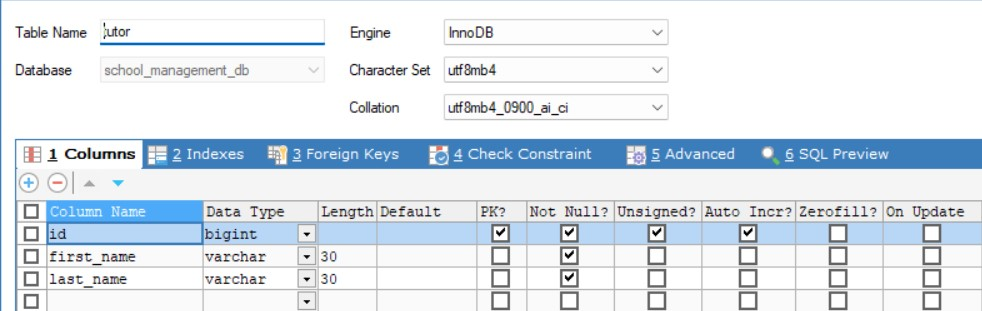 Table Name tutor Engine InnoDB
Database school_management_db Character Set utf8mb4
Collation utf8mb4_0900_ai_ci
1 Columns 2 Indexes 3 Foreign Keys 4 Check Constraint 5 Advanced 6 SQL Preview
Column Name Data Type Length Default PK? Not Null? Unsigned? Auto Incr? Zerofill? On Update
id bigint
first_name varchar 30
last_name varchar 30